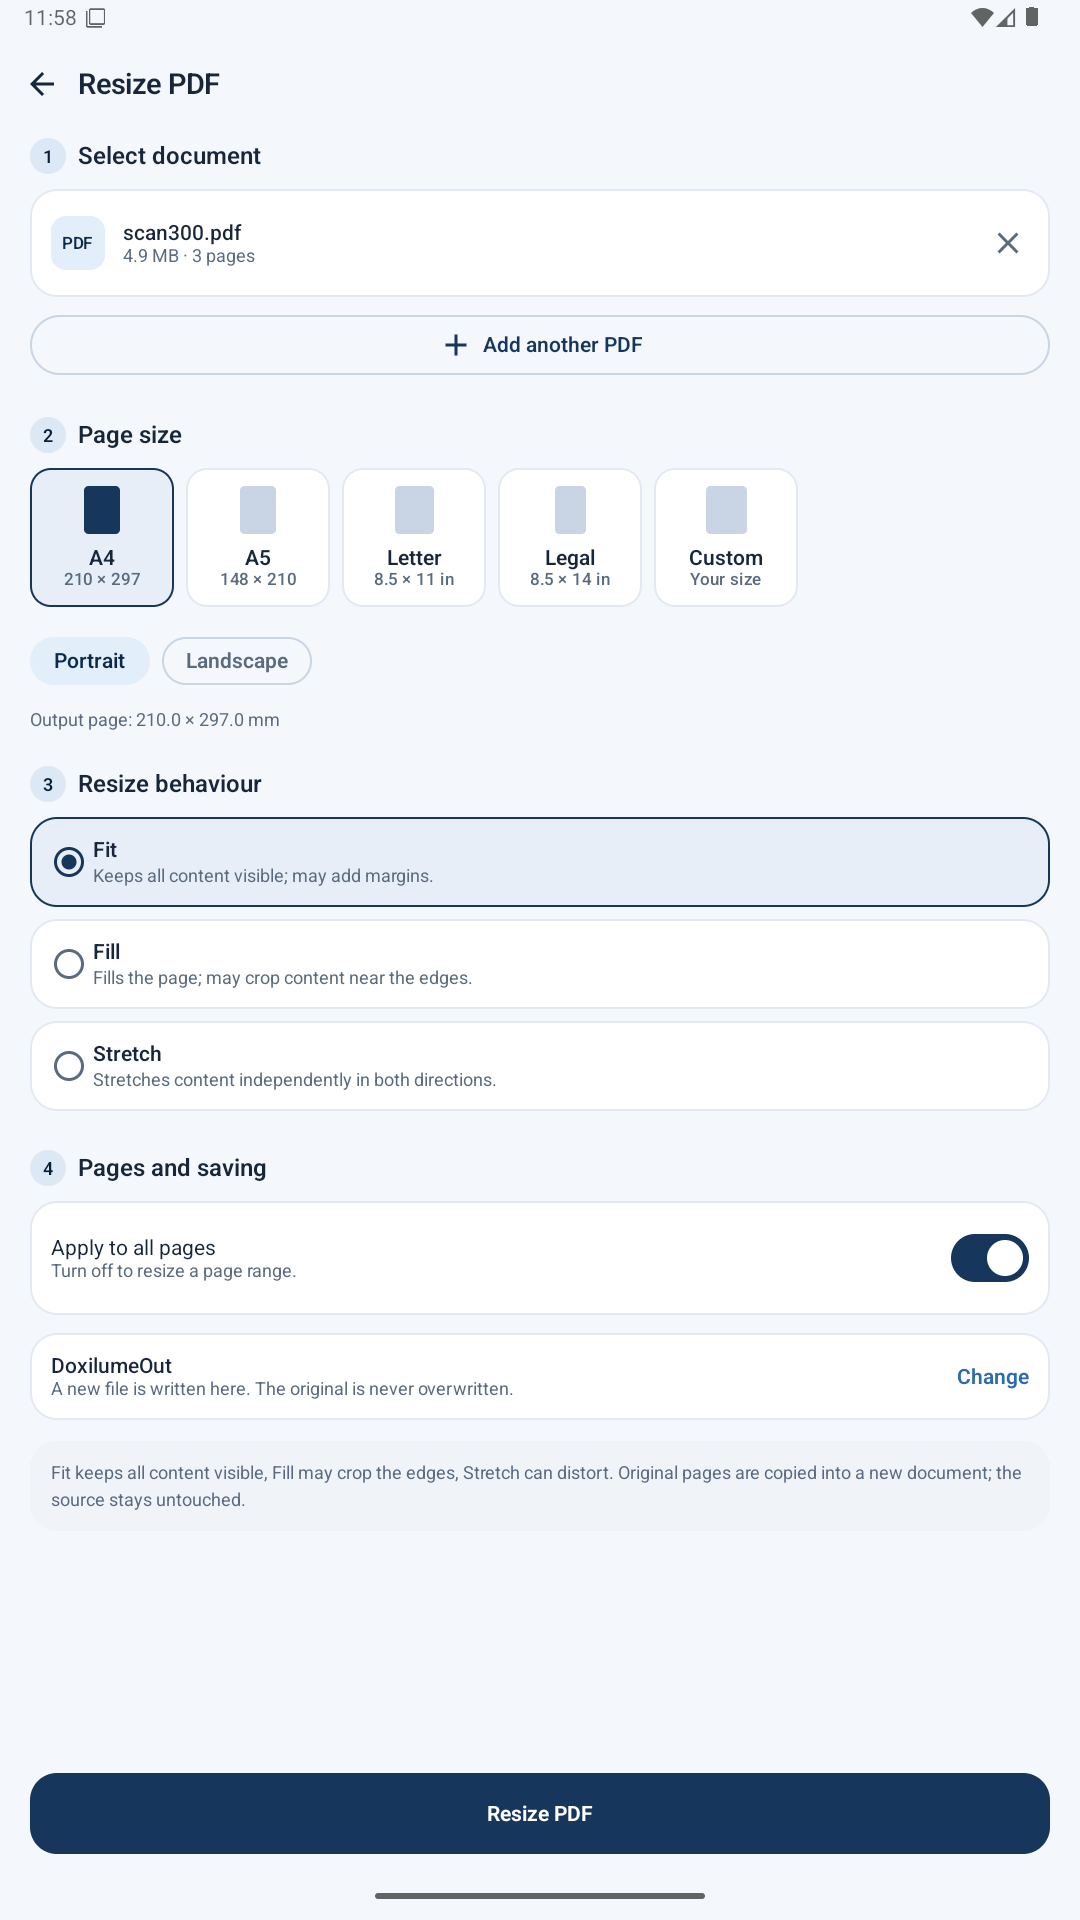 11:58
Resize PDF
1 Select document
PDF
scan300.pdf
4.9 MB · 3 pages
Add another PDF
2 Page size
A4
210 × 297
A5
148 × 210
Letter
8.5 × 11 in
Legal
8.5 × 14 in
Custom
Your size
Portrait
Landscape
Output page: 210.0 × 297.0 mm
3 Resize behaviour
Fit
Keeps all content visible; may add margins.
Fill
Fills the page; may crop content near the edges.
Stretch
Stretches content independently in both directions.
4 Pages and saving
Apply to all pages
Turn off to resize a page range.
DoxilumeOut
A new file is written here. The original is never overwritten.
Change
Fit keeps all content visible, Fill may crop the edges, Stretch can distort. Original pages are copied into a new document; the
source stays untouched.
Resize PDF